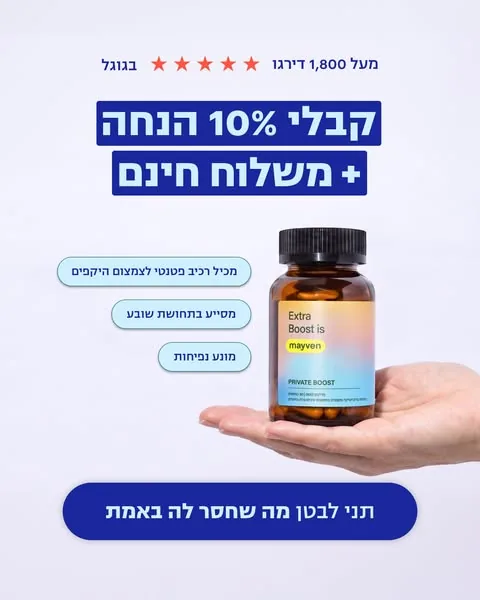 מעל 1,800 דירגו ★★★★★ בגוגל
קבלי 10% הנחה
+ משלוח חינם
מכיל רכיב פטנטי לצמצום היקפים
מסייע בתחושת שובע
מונע נפיחות
Extra
Boost is
mayven
PRIVATE BOOST
תני לבטן מה שחסר לה באמת